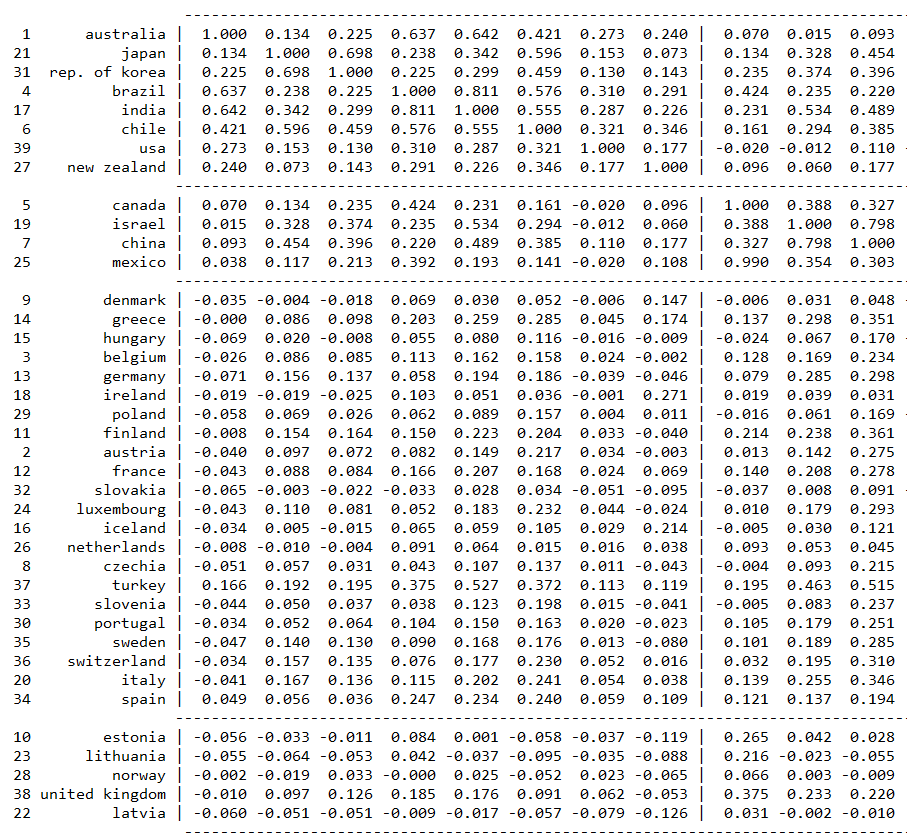 ---------------------------------------------------------------------------------
1 australia | 1.000 0.134 0.225 0.637 0.642 0.421 0.273 0.240 | 0.070 0.015 0.093
21 japan | 0.134 1.000 0.698 0.238 0.342 0.596 0.153 0.073 | 0.134 0.328 0.454
31 rep. of korea | 0.225 0.698 1.000 0.225 0.299 0.459 0.130 0.143 | 0.235 0.374 0.396
4 brazil | 0.637 0.238 0.225 1.000 0.811 0.576 0.310 0.291 | 0.424 0.235 0.220
17 india | 0.642 0.342 0.299 0.811 1.000 0.555 0.287 0.226 | 0.231 0.534 0.489
6 chile | 0.421 0.596 0.459 0.576 0.555 1.000 0.321 0.346 | 0.161 0.294 0.385
39 usa | 0.273 0.153 0.130 0.310 0.287 0.321 1.000 0.177 | -0.020 -0.012 0.110 -
27 new zealand | 0.240 0.073 0.143 0.291 0.226 0.346 0.177 1.000 | 0.096 0.060 0.177
---------------------------------------------------------------------------------
5 canada | 0.070 0.134 0.235 0.424 0.231 0.161 -0.020 0.096 | 1.000 0.388 0.327
19 israel | 0.015 0.328 0.374 0.235 0.534 0.294 -0.012 0.060 | 0.388 1.000 0.798
7 china | 0.093 0.454 0.396 0.220 0.489 0.385 0.110 0.177 | 0.327 0.798 1.000
25 mexico | 0.038 0.117 0.213 0.392 0.193 0.141 -0.020 0.108 | 0.990 0.354 0.303
---------------------------------------------------------------------------------
9 denmark | -0.035 -0.004 -0.018 0.069 0.030 0.052 -0.006 0.147 | -0.006 0.031 0.048 -
14 greece | -0.000 0.086 0.098 0.203 0.259 0.285 0.045 0.174 | 0.137 0.298 0.351
15 hungary | -0.069 0.020 -0.008 0.055 0.080 0.116 -0.016 -0.009 | -0.024 0.067 0.170 -
3 belgium | -0.026 0.086 0.085 0.113 0.162 0.158 0.024 -0.002 | 0.128 0.169 0.234
13 germany | -0.071 0.156 0.137 0.058 0.194 0.186 -0.039 -0.046 | 0.079 0.285 0.298
18 ireland | -0.019 -0.019 -0.025 0.103 0.051 0.036 -0.001 0.271 | 0.019 0.039 0.031
29 poland | -0.058 0.069 0.026 0.062 0.089 0.157 0.004 0.011 | -0.016 0.061 0.169 -
11 finland | -0.008 0.154 0.164 0.150 0.223 0.204 0.033 -0.040 | 0.214 0.238 0.361
2 austria | -0.040 0.097 0.072 0.082 0.149 0.217 0.034 -0.003 | 0.013 0.142 0.275
12 france | -0.043 0.088 0.084 0.166 0.207 0.168 0.024 0.069 | 0.140 0.208 0.278
32 slovakia | -0.065 -0.003 -0.022 -0.033 0.028 0.034 -0.051 -0.095 | -0.037 0.008 0.091 -
24 luxembourg | -0.043 0.110 0.081 0.052 0.183 0.232 0.044 -0.024 | 0.010 0.179 0.293
16 iceland | -0.034 0.005 -0.015 0.065 0.059 0.105 0.029 0.214 | -0.005 0.030 0.121
26 netherlands | -0.008 -0.010 -0.004 0.091 0.064 0.015 0.016 0.038 | 0.093 0.053 0.045
8 czechia | -0.051 0.057 0.031 0.043 0.107 0.137 0.011 -0.043 | -0.004 0.093 0.215
37 turkey | 0.166 0.192 0.195 0.375 0.527 0.372 0.113 0.119 | 0.195 0.463 0.515
33 slovenia | -0.044 0.050 0.037 0.038 0.123 0.198 0.015 -0.041 | -0.005 0.083 0.237
30 portugal | -0.034 0.052 0.064 0.104 0.150 0.163 0.020 -0.023 | 0.105 0.179 0.251
35 sweden | -0.047 0.140 0.130 0.090 0.168 0.176 0.013 -0.080 | 0.101 0.189 0.285
36 switzerland | -0.034 0.157 0.135 0.076 0.177 0.230 0.052 0.016 | 0.032 0.195 0.310
20 italy | -0.041 0.167 0.136 0.115 0.202 0.241 0.054 0.038 | 0.139 0.255 0.346
34 spain | 0.049 0.056 0.036 0.247 0.234 0.240 0.059 0.109 | 0.121 0.137 0.194
---------------------------------------------------------------------------------
10 estonia | -0.056 -0.033 -0.011 0.084 0.001 -0.058 -0.037 -0.119 | 0.265 0.042 0.028
23 lithuania | -0.055 -0.064 -0.053 0.042 -0.037 -0.095 -0.035 -0.088 | 0.216 -0.023 -0.055
28 norway | -0.002 -0.019 0.033 -0.000 0.025 -0.052 0.023 -0.065 | 0.066 0.003 -0.009
38 united kingdom | -0.010 0.097 0.126 0.185 0.176 0.091 0.062 -0.053 | 0.375 0.233 0.220
22 latvia | -0.060 -0.051 -0.051 -0.009 -0.017 -0.057 -0.079 -0.126 | 0.031 -0.002 -0.010
---------------------------------------------------------------------------------